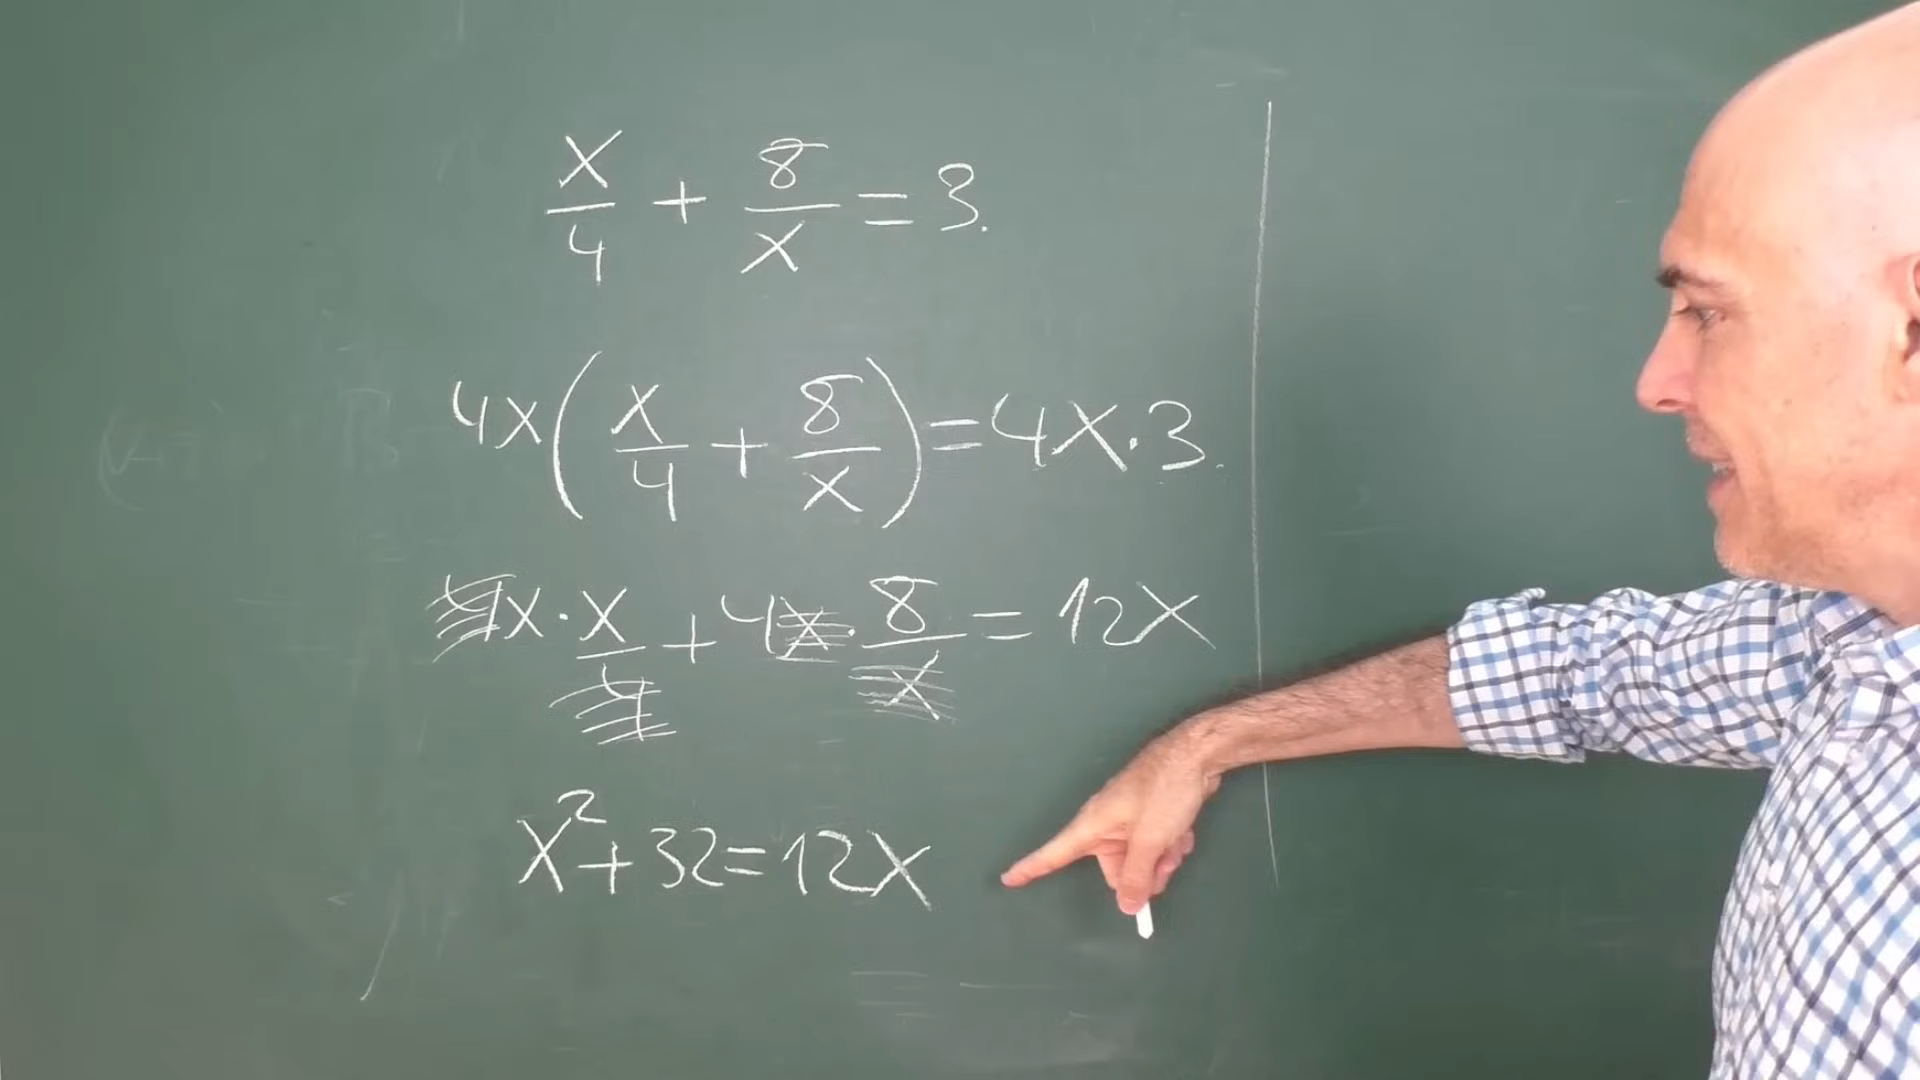 x/4 + 8/x = 3.
4x(x/4 + 8/x) = 4x·3.
4x·x/4 + 4x·8/x = 12x
x²+32=12x